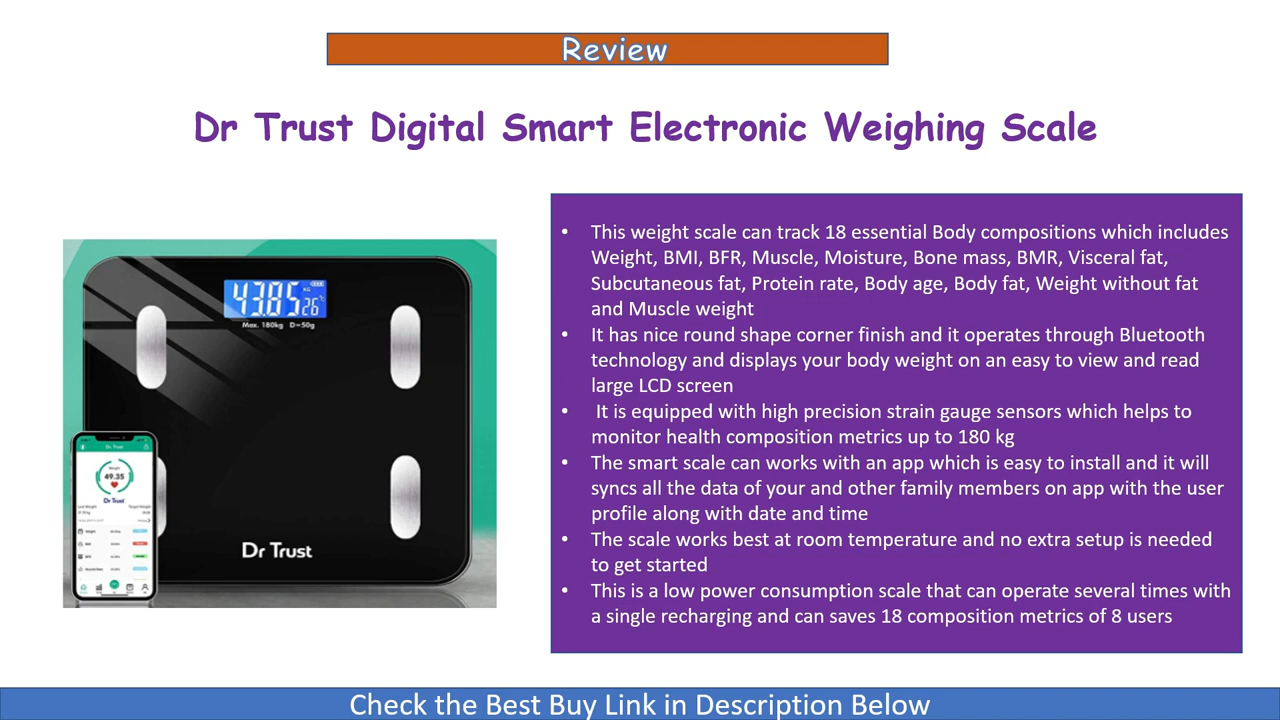 Review
Dr Trust Digital Smart Electronic Weighing Scale
• This weight scale can track 18 essential Body compositions which includes
Weight, BMI, BFR, Muscle, Moisture, Bone mass, BMR, Visceral fat,
Subcutaneous fat, Protein rate, Body age, Body fat, Weight without fat
and Muscle weight
• It has nice round shape corner finish and it operates through Bluetooth
technology and displays your body weight on an easy to view and read
large LCD screen
• It is equipped with high precision strain gauge sensors which helps to
monitor health composition metrics up to 180 kg
• The smart scale can works with an app which is easy to install and it will
syncs all the data of your and other family members on app with the user
profile along with date and time
• The scale works best at room temperature and no extra setup is needed
to get started
• This is a low power consumption scale that can operate several times with
a single recharging and can saves 18 composition metrics of 8 users
43.85 KG
26°C
Max. 180kg D=50g
Dr. Trust
Weight
49.35
Dr Trust
Dr Trust
Check the Best Buy Link in Description Below